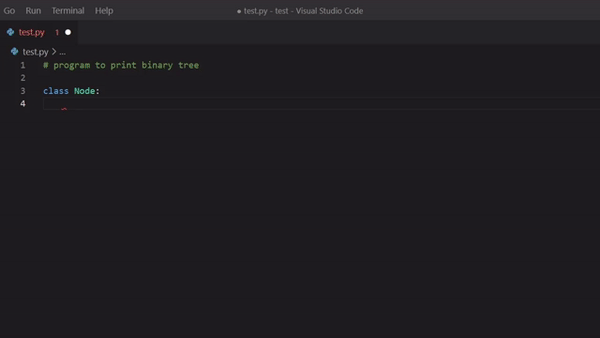 Go Run Terminal Help ● test.py - test - Visual Studio Code
test.py 1 ●
test.py > ...
1 # program to print binary tree
2
3 class Node:
4